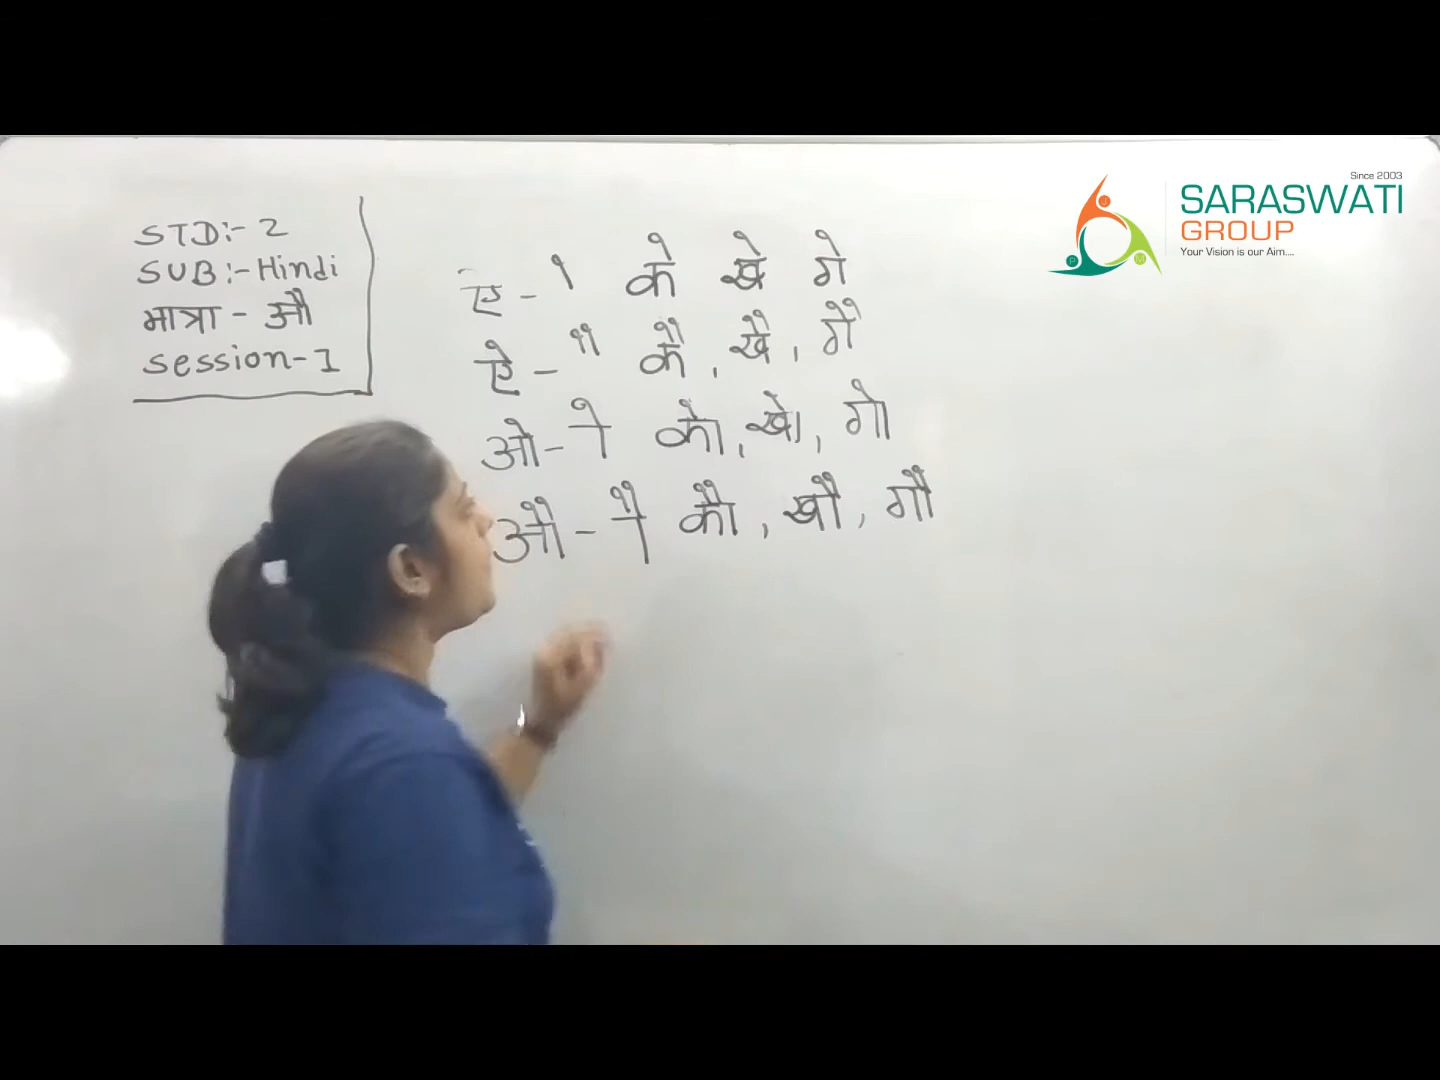 STD:- 2
SUB:- Hindi
मात्रा - औ
session-1
ए - े के खे गे
ऐ - ै कै, खै, गै
ओ - ो को, खो, गो
औ - ौ कौ, खौ, गौ
Since 2003
SARASWATI
GROUP
Your Vision is our Aim....
J
P
M